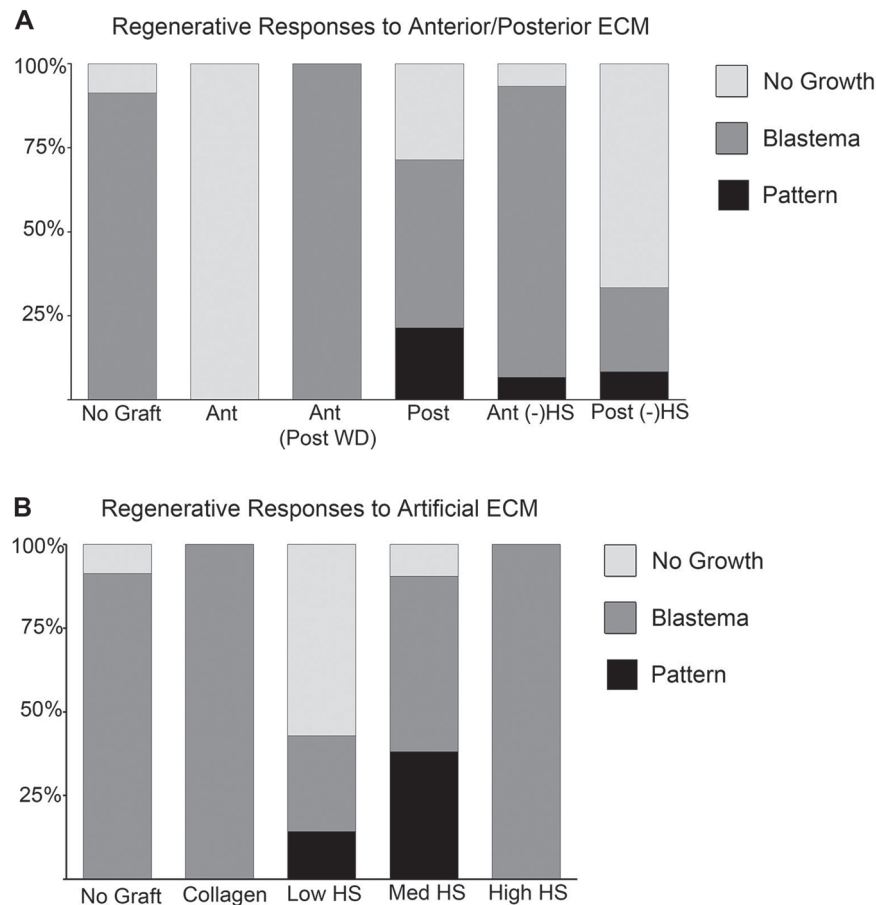 A
Regenerative Responses to Anterior/Posterior ECM
100%
75%
50%
25%
No Graft Ant Ant Post Ant (-)HS Post (-)HS
(Post WD)
No Growth
Blastema
Pattern
B
Regenerative Responses to Artificial ECM
100%
75%
50%
25%
No Graft Collagen Low HS Med HS High HS
No Growth
Blastema
Pattern